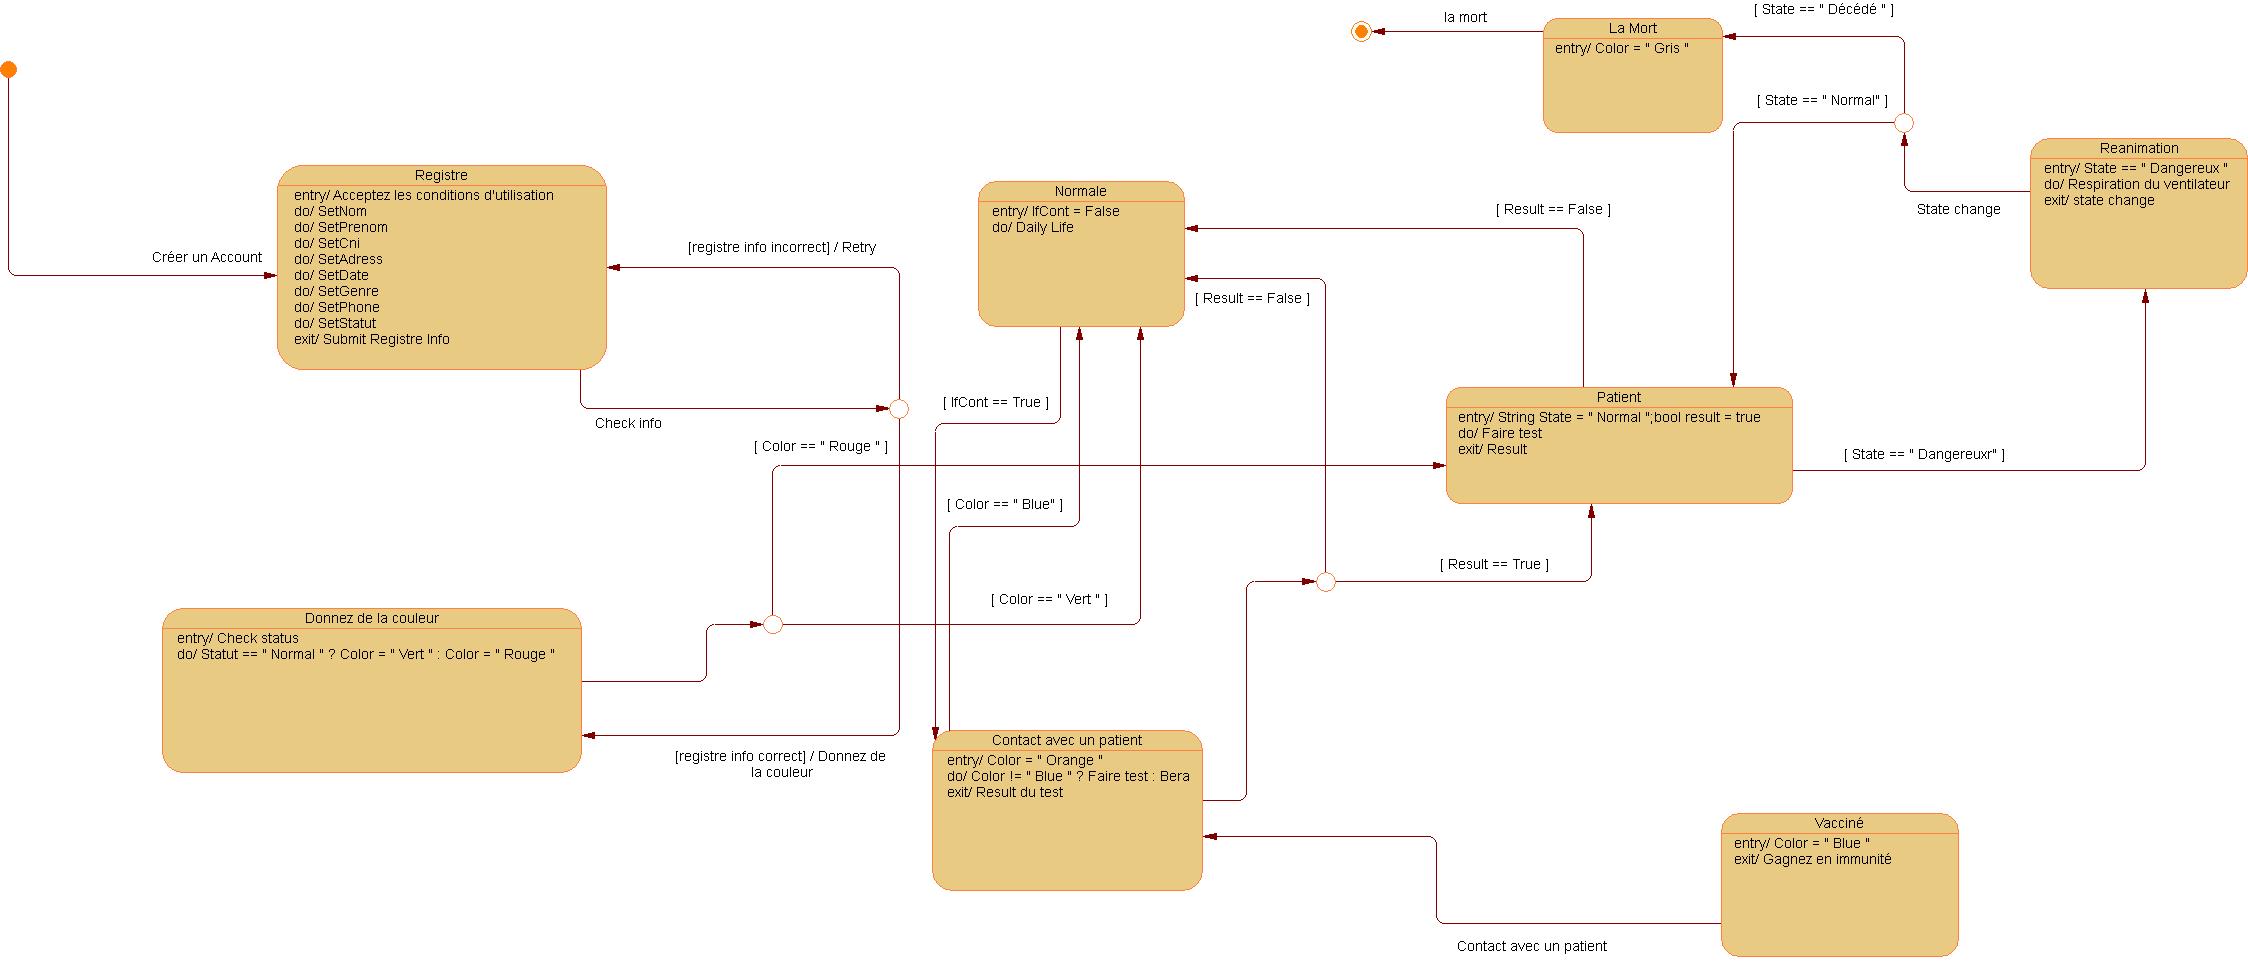 la mort
[ State == " Décédé " ]
La Mort
entry/ Color = " Gris "
[ State == " Normal" ]
Reanimation
entry/ State == " Dangereux "
do/ Respiration du ventilateur
exit/ state change
State change
Registre
entry/ Acceptez les conditions d'utilisation
do/ SetNom
do/ SetPrenom
do/ SetCni
do/ SetAdress
do/ SetDate
do/ SetGenre
do/ SetPhone
do/ SetStatut
exit/ Submit Registre Info
Créer un Account
[registre info incorrect] / Retry
Normale
entry/ IfCont = False
do/ Daily Life
[ Result == False ]
[ Result == False ]
Check info
[ IfCont == True ]
Patient
entry/ String State = " Normal ";bool result = true
do/ Faire test
exit/ Result
[ Color == " Rouge " ]
[ State == " Dangereuxr" ]
[ Color == " Blue" ]
[ Result == True ]
[ Color == " Vert " ]
Donnez de la couleur
entry/ Check status
do/ Statut == " Normal " ? Color = " Vert " : Color = " Rouge "
[registre info correct] / Donnez de
la couleur
Contact avec un patient
entry/ Color = " Orange "
do/ Color != " Blue " ? Faire test : Bera
exit/ Result du test
Vacciné
entry/ Color = " Blue "
exit/ Gagnez en immunité
Contact avec un patient